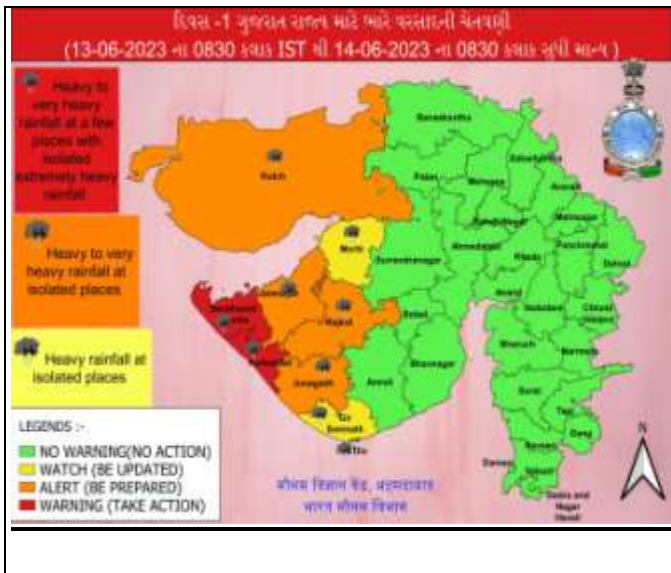 દિવસ -1 ગુજરાત રાજ્ય માટે ભારે વરસાદની ચેતવણી
(13-06-2023 ના 0830 કલાક IST થી 14-06-2023 ના 0830 કલાક સુધી માન્ય )
Heavy to
very heavy
rainfall at a few
places with
isolated
extremely heavy
rainfall
Heavy to very
heavy rainfall at
isolated places
Heavy rainfall at
isolated places
Banaskantha
Kutch
Patan
Mehsana
Sabarkantha
Aravalli
Mahisagar
Gandhinagar
Panchmahal
Dahod
Morbi
Surendranagar
Ahmedabad
Kheda
Anand
Vadodara
Chhota
Udepur
Jamnagar
Rajkot
Botad
Bhavnagar
Amreli
Junagadh
Porbandar
Gir
Somnath
Diu
Bharuch
Narmada
Surat
Tapi
Dang
Navsari
Valsad
Daman
Dadra and
Nagar
Haveli
N
LEGENDS :-
NO WARNING(NO ACTION)
WATCH (BE UPDATED)
ALERT (BE PREPARED)
WARNING (TAKE ACTION)
मौसम विज्ञान केंद्र, अहमदाबाद
भारत मौसम विज्ञान